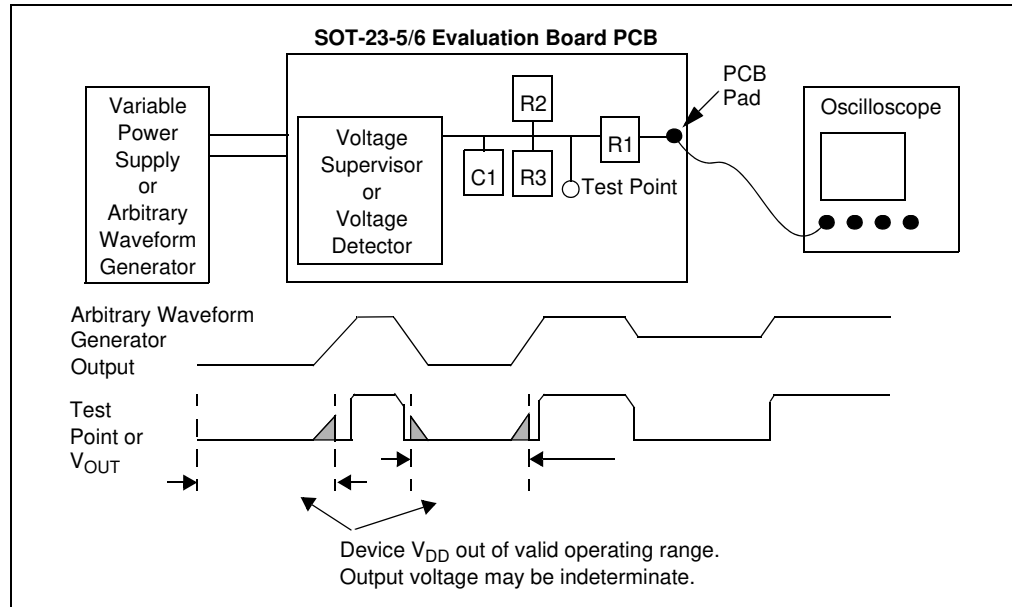 SOT-23-5/6 Evaluation Board PCB
Variable
Power
Supply
or
Arbitrary
Waveform
Generator
Voltage
Supervisor
or
Voltage
Detector
C1
R2
R3
Test Point
R1
PCB
Pad
Oscilloscope
Arbitrary Waveform
Generator
Output
Test
Point or
VOUT
Device VDD out of valid operating range.
Output voltage may be indeterminate.